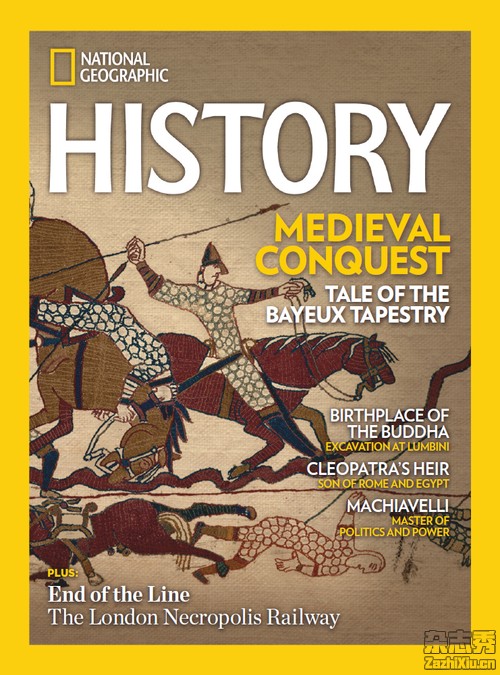 NATIONAL
GEOGRAPHIC
HISTORY
MEDIEVAL
CONQUEST
TALE OF THE
BAYEUX TAPESTRY
BIRTHPLACE OF
THE BUDDHA
EXCAVATION AT LUMBINI
CLEOPATRA'S HEIR
SON OF ROME AND EGYPT
MACHIAVELLI
MASTER OF
POLITICS AND POWER
PLUS:
End of the Line
The London Necropolis Railway
杂志秀
ZaZhiXiu.cn